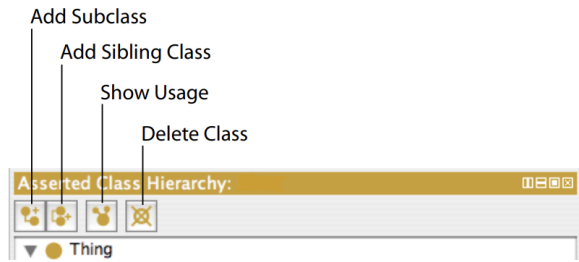 Add Subclass
Add Sibling Class
Show Usage
Delete Class
Asserted Class Hierarchy:
Thing